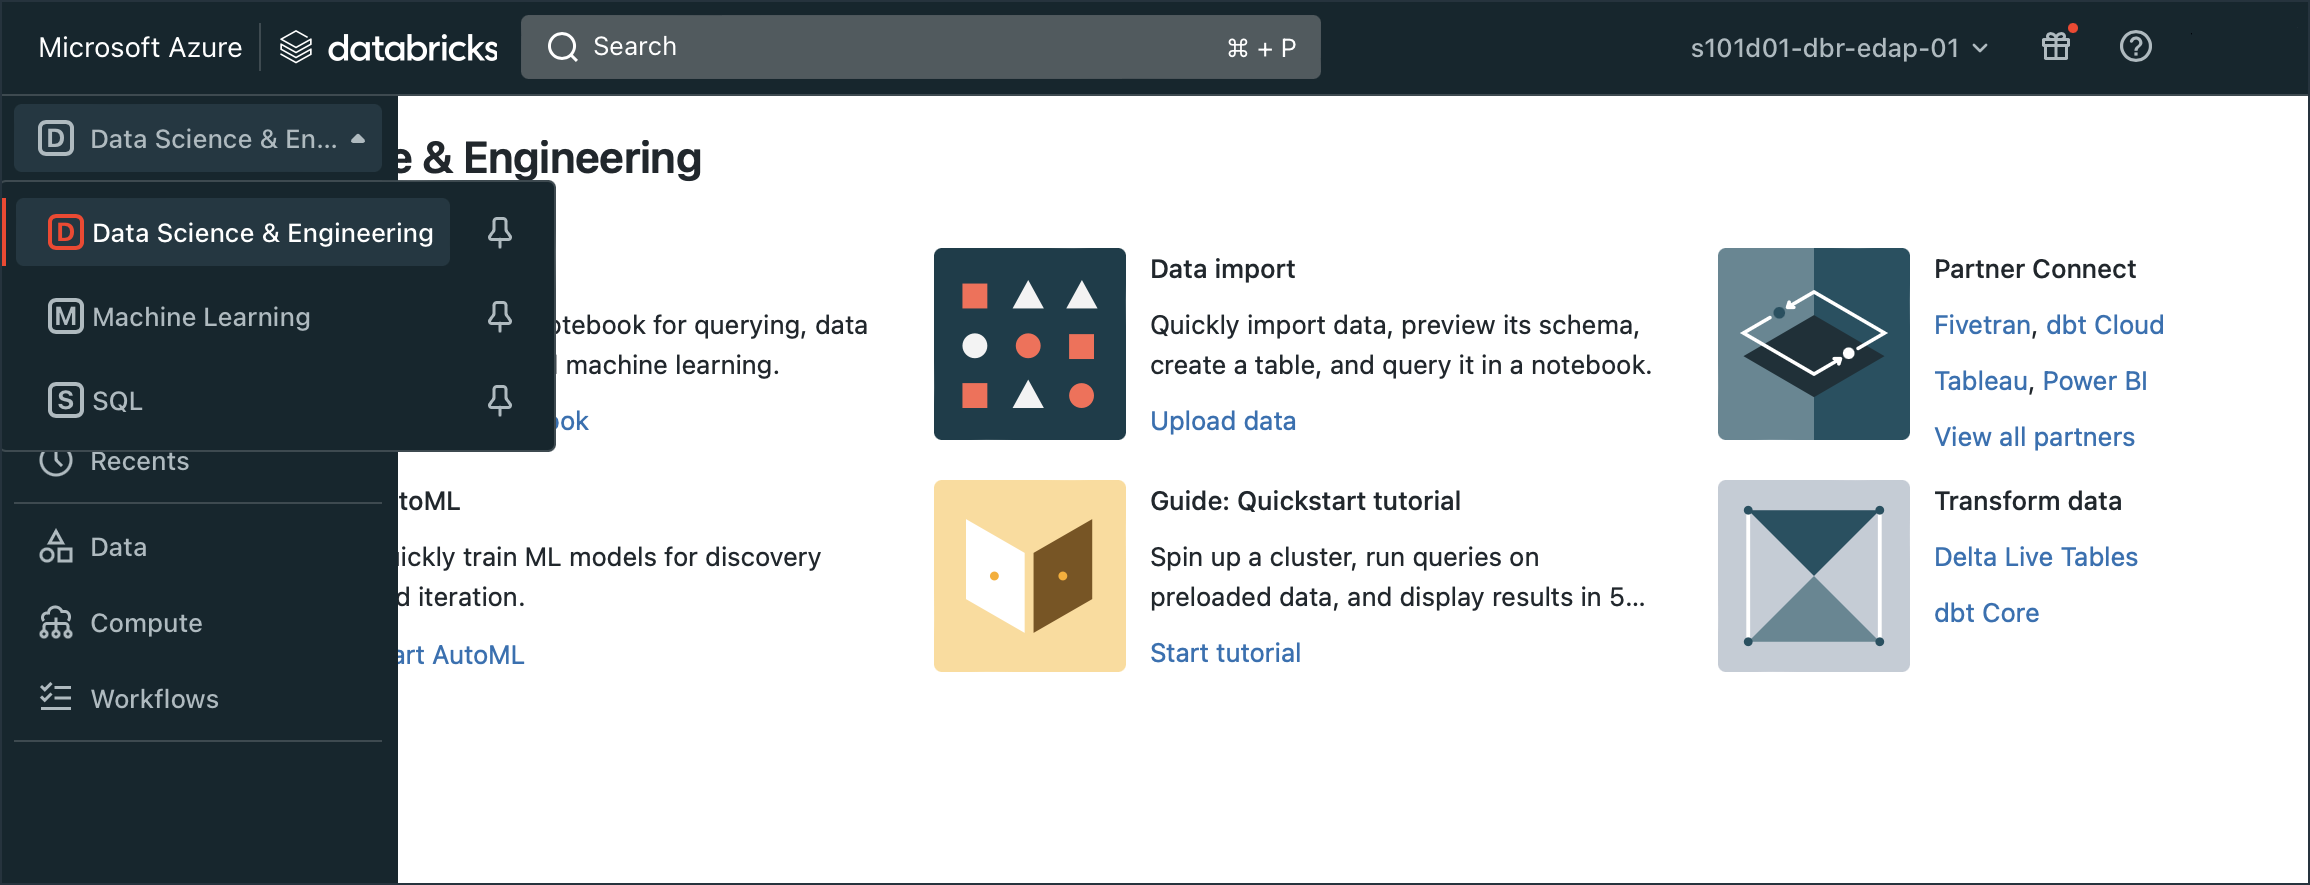 Microsoft Azure
databricks
Search
⌘ + P
s101d01-dbr-edap-01
D Data Science & En...
e & Engineering
D Data Science & Engineering
M Machine Learning
S SQL
Recents
Data
Compute
Workflows
otebook for querying, data
machine learning.
ook
Data import
Quickly import data, preview its schema,
create a table, and query it in a notebook.
Upload data
Partner Connect
Fivetran, dbt Cloud
Tableau, Power BI
View all partners
toML
ickly train ML models for discovery
d iteration.
art AutoML
Guide: Quickstart tutorial
Spin up a cluster, run queries on
preloaded data, and display results in 5...
Start tutorial
Transform data
Delta Live Tables
dbt Core